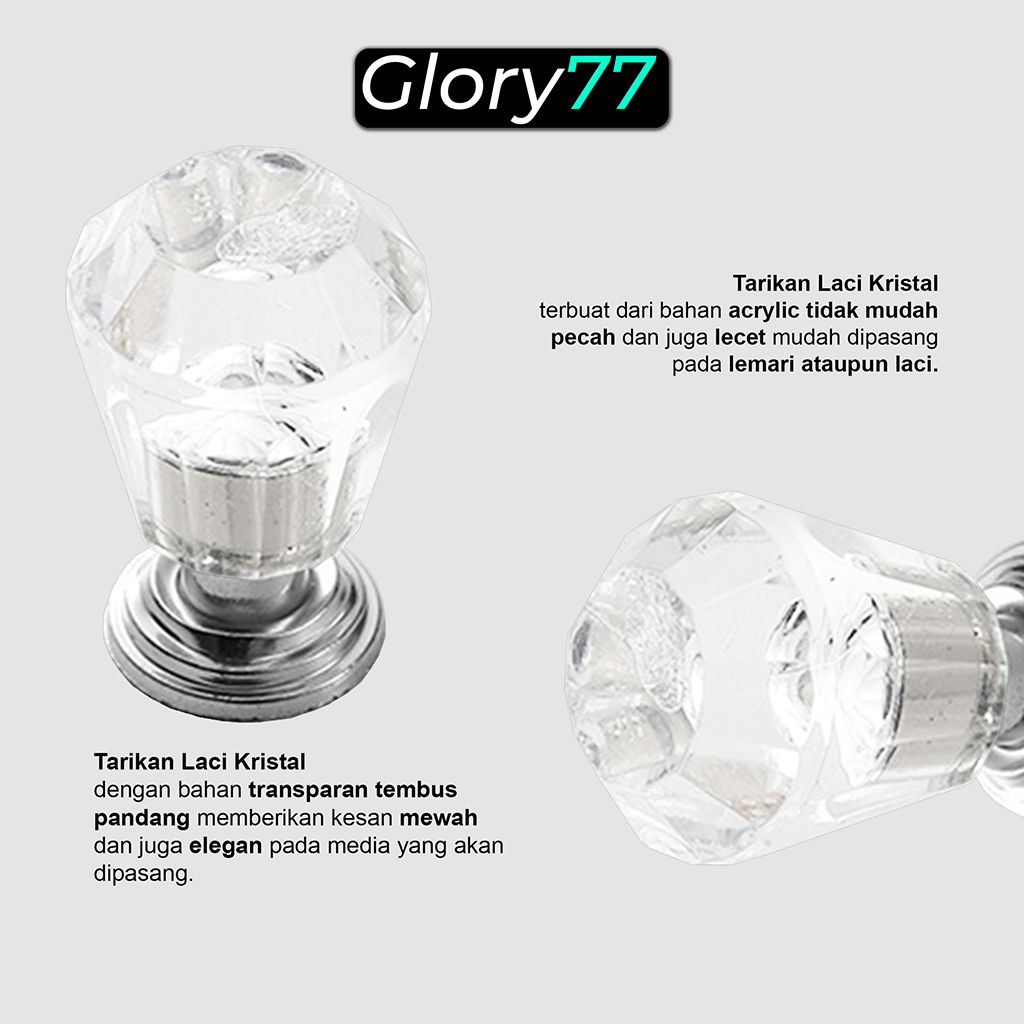 Glory77
Tarikan Laci Kristal
terbuat dari bahan acrylic tidak mudah
pecah dan juga lecet mudah dipasang
pada lemari ataupun laci.
Tarikan Laci Kristal
dengan bahan transparan tembus
pandang memberikan kesan mewah
dan juga elegan pada media yang akan
dipasang.